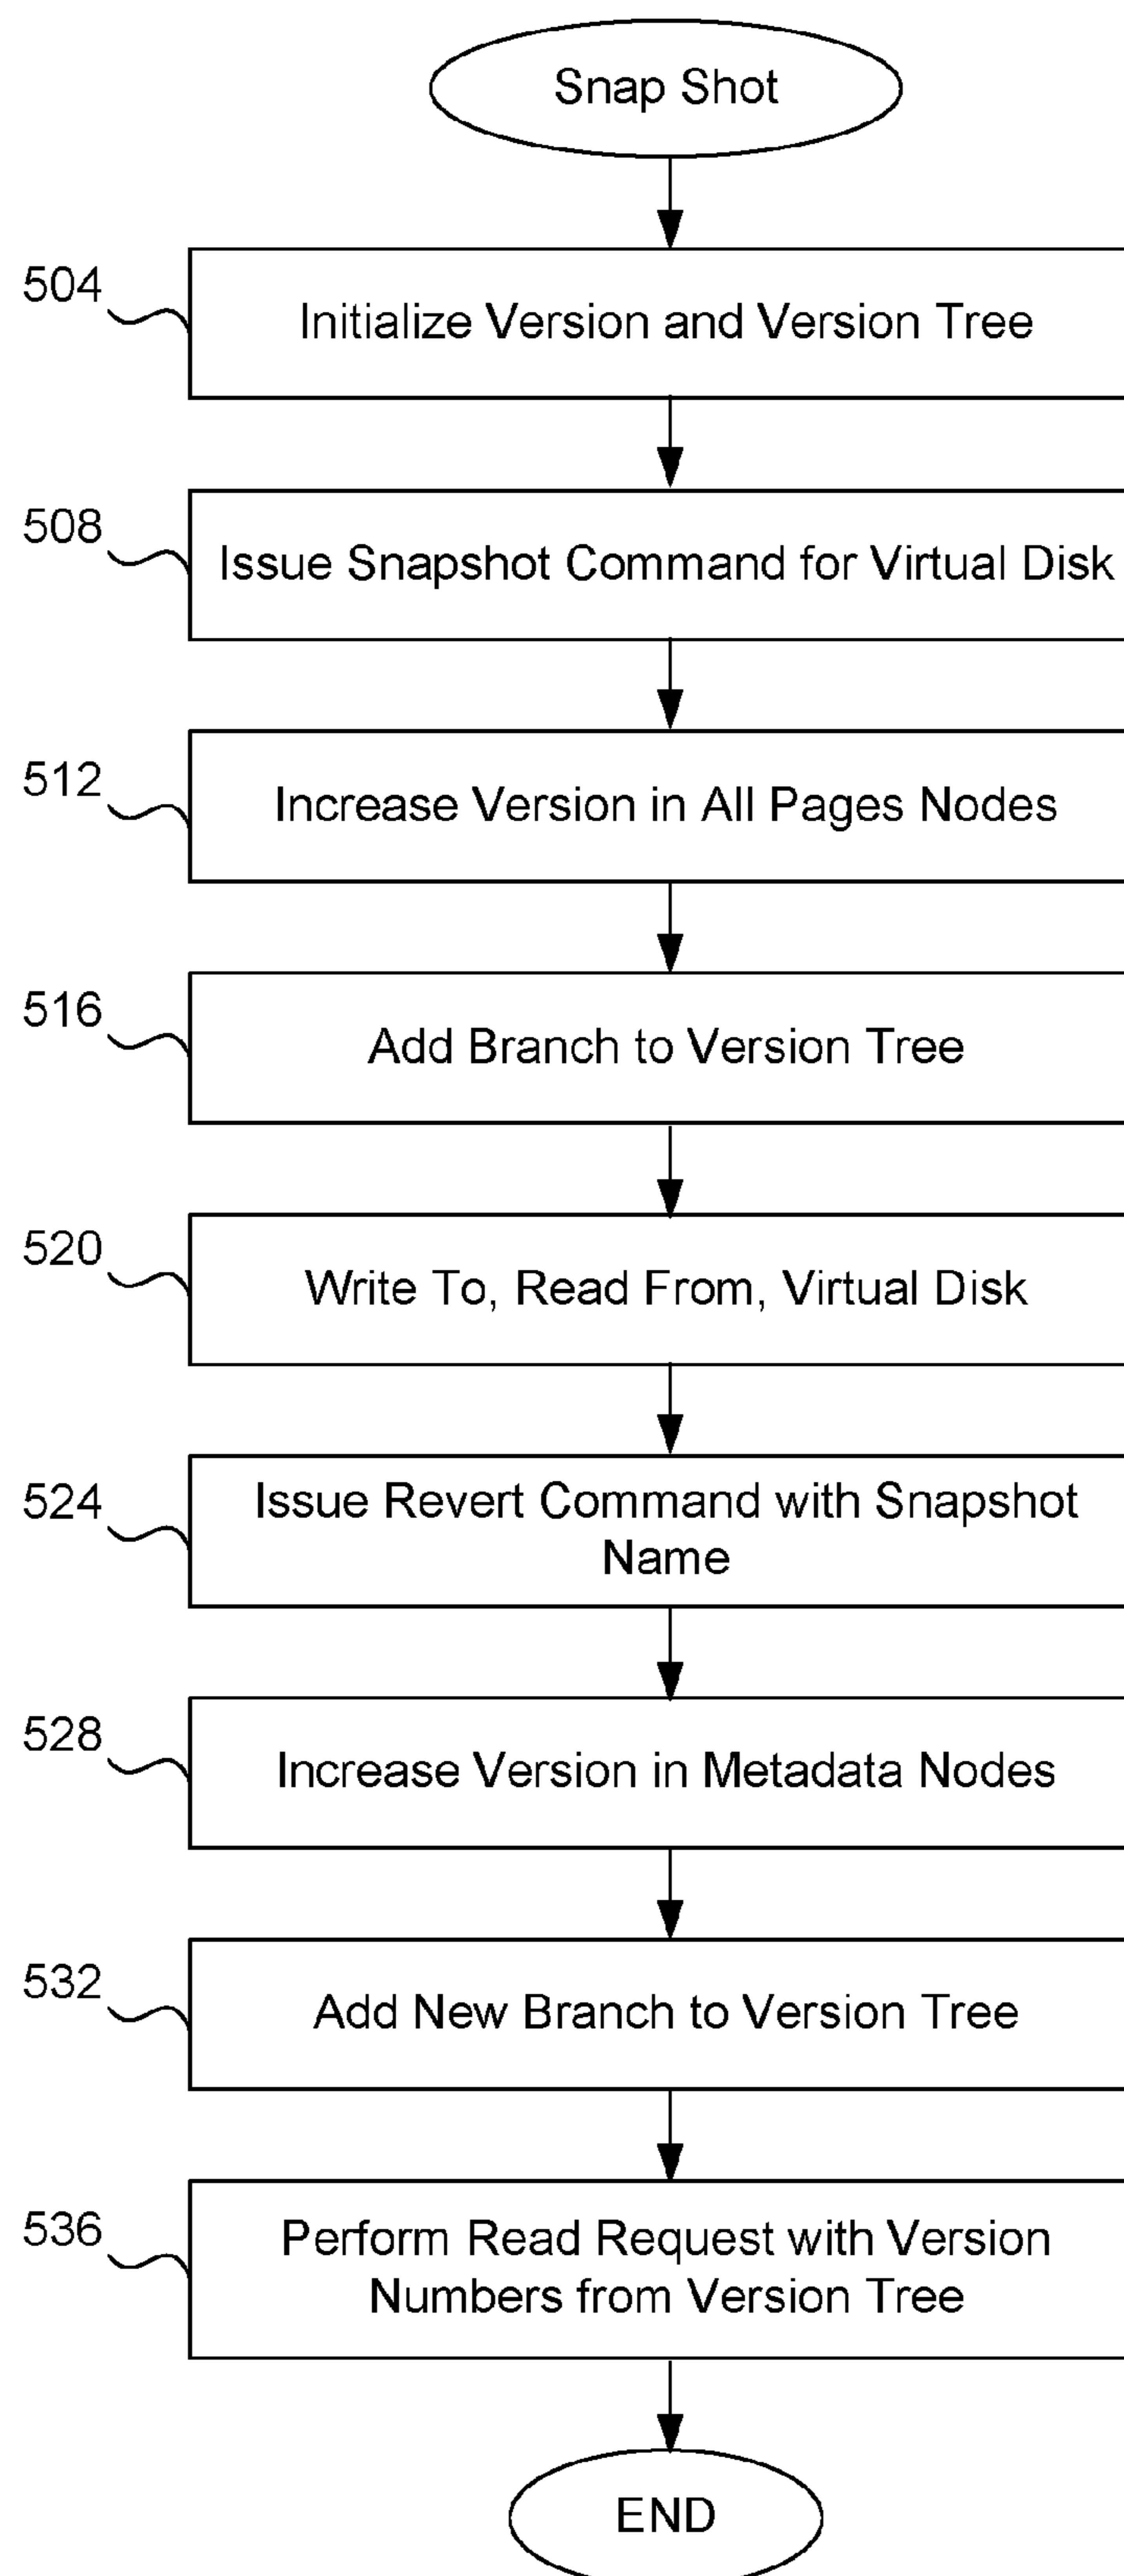 Snap Shot
504
Initialize Version and Version Tree
508
Issue Snapshot Command for Virtual Disk
512
Increase Version in All Pages Nodes
516
Add Branch to Version Tree
520
Write To, Read From, Virtual Disk
524
Issue Revert Command with Snapshot
Name
528
Increase Version in Metadata Nodes
532
Add New Branch to Version Tree
536
Perform Read Request with Version
Numbers from Version Tree
END